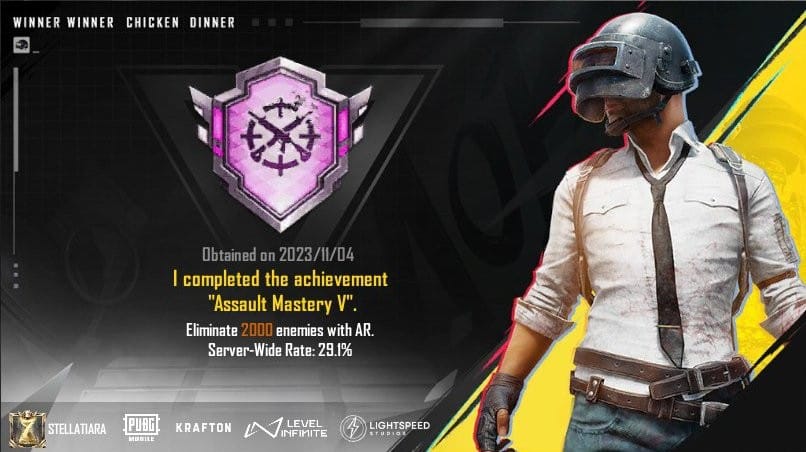 WINNER WINNER CHICKEN DINNER
Obtained on 2023/11/04
I completed the achievement
"Assault Mastery V".
Eliminate 2000 enemies with AR.
Server-Wide Rate: 29.1%
STELLATIARA PUBG MOBILE KRAFTON LEVEL INFINITE LIGHTSPEED STUDIOS